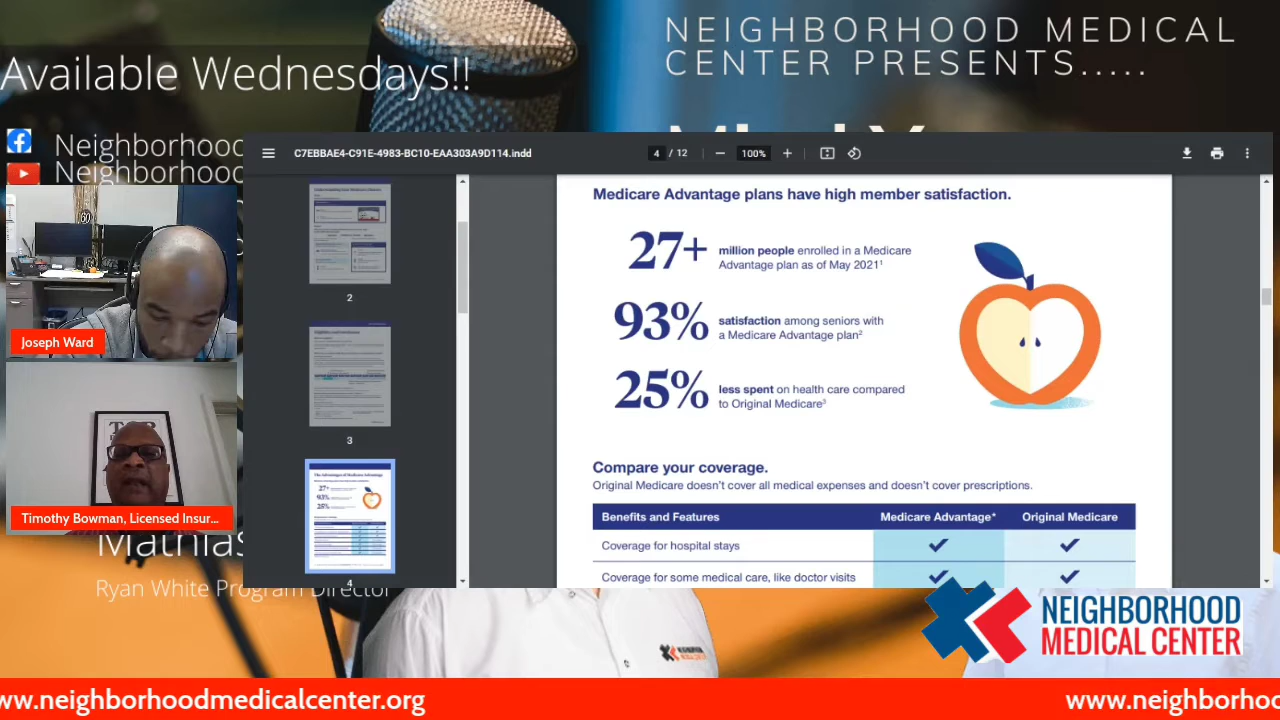 NEIGHBORHOOD MEDICAL
CENTER PRESENTS.....
Available Wednesdays!!
Neighborhood
Neighborhood
C7EBBAE4-C91E-4983-BC10-EAA303A9D114.indd
4 / 12
100%
60
Joseph Ward
Timothy Bowman, Licensed Insur...
2
3
4
Medicare Advantage plans have high member satisfaction.
27+ million people enrolled in a Medicare
Advantage plan as of May 2021¹
93% satisfaction among seniors with
a Medicare Advantage plan²
25% less spent on health care compared
to Original Medicare³
Compare your coverage.
Original Medicare doesn't cover all medical expenses and doesn't cover prescriptions.
Benefits and Features Medicare Advantage* Original Medicare
Coverage for hospital stays
Coverage for some medical care, like doctor visits
Mathias
Ryan White Program Director
NEIGHBORHOOD
MEDICAL CENTER
ww.neighborhoodmedicalcenter.org
www.neighborhoo